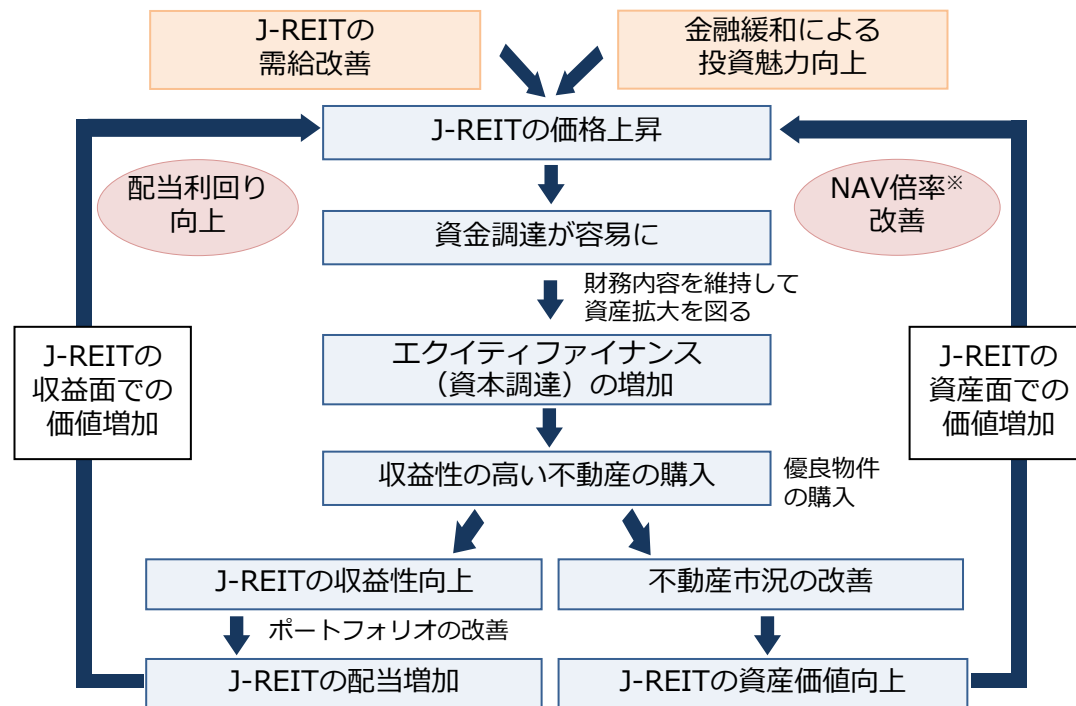 J-REITの
需給改善
金融緩和による
投資魅力向上
J-REITの価格上昇
配当利回り
向上
NAV倍率※
改善
資金調達が容易に
財務内容を維持して
資産拡大を図る
J-REITの
収益面での
価値増加
エクイティファイナンス
（資本調達）の増加
J-REITの
資産面での
価値増加
収益性の高い不動産の購入
優良物件
の購入
J-REITの収益性向上
不動産市況の改善
ポートフォリオの改善
J-REITの配当増加
J-REITの資産価値向上